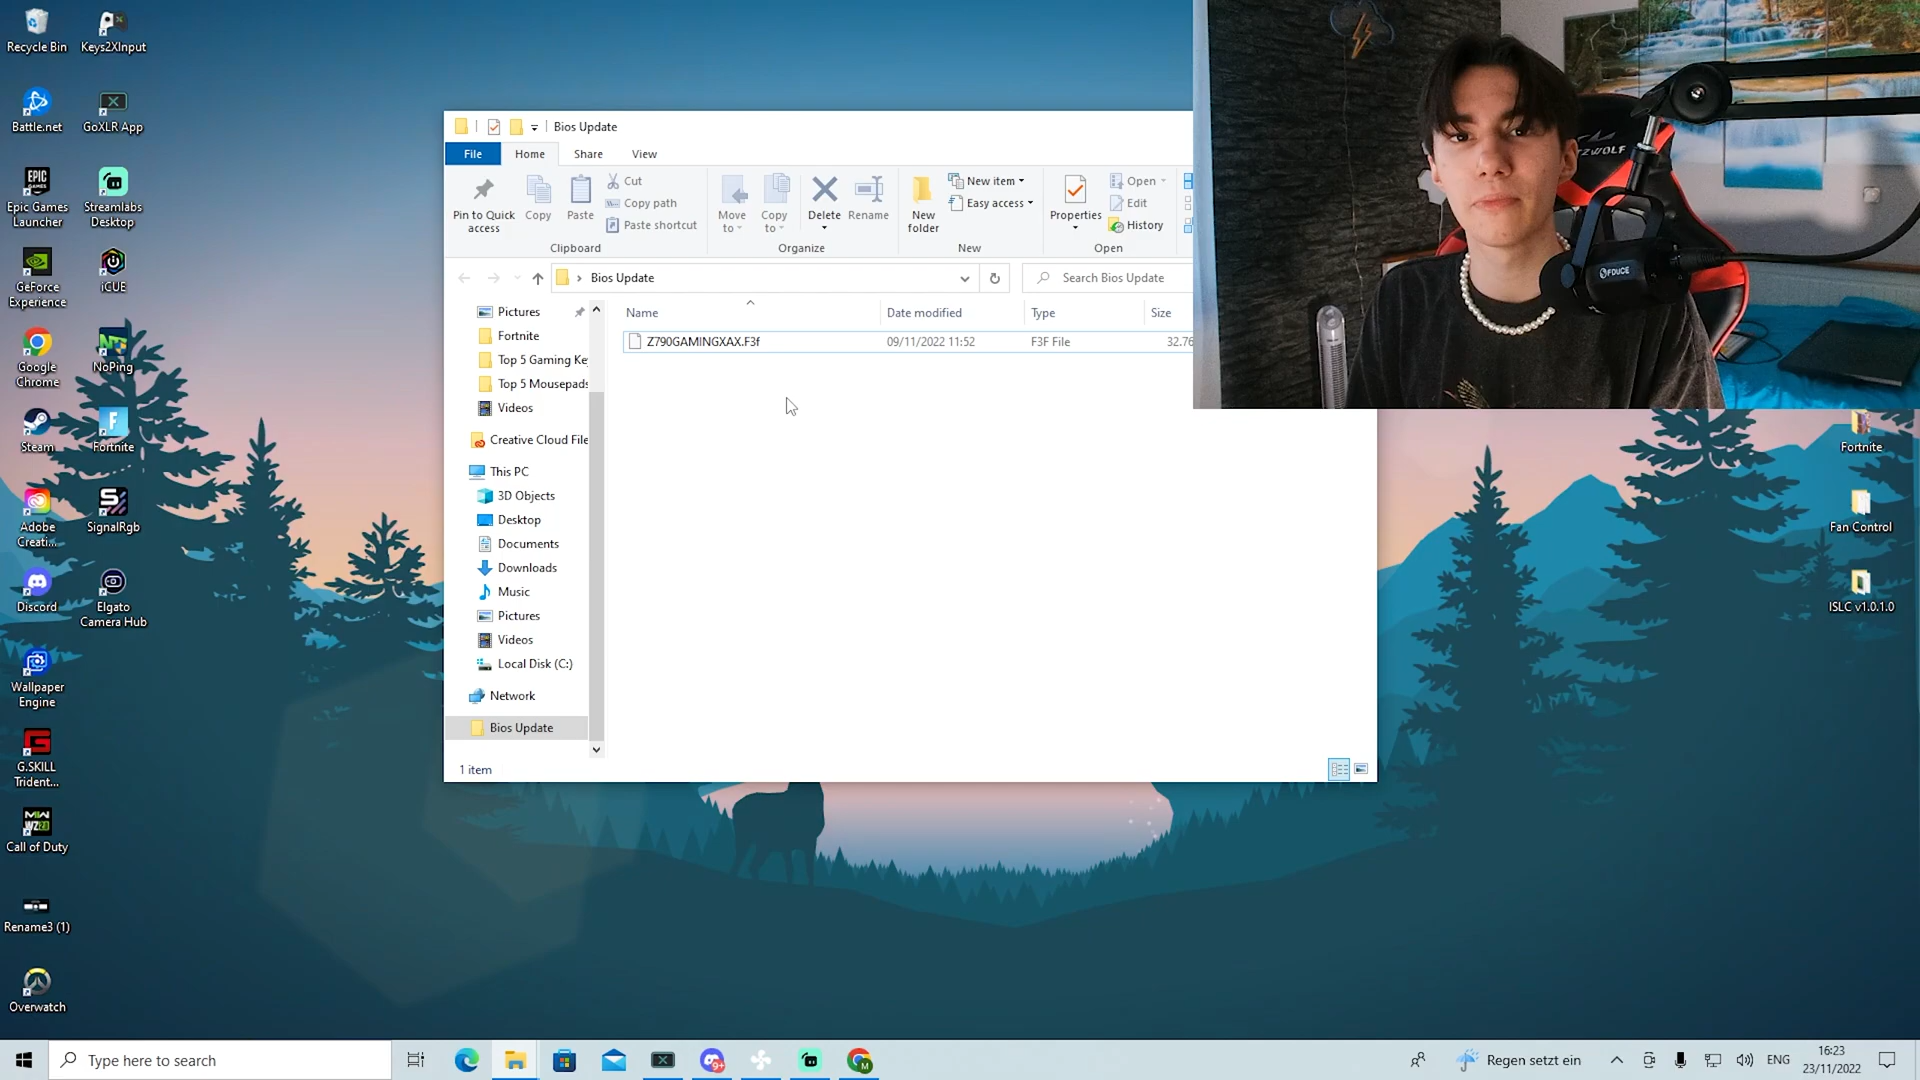 Recycle Bin
Keys2XInput
Battle.net
GoXLR App
Epic Games
Launcher
Streamlabs
Desktop
GeForce
Experience
iCUE
Google
Chrome
NoPing
Steam
Fortnite
Adobe
Creati...
SignalRgb
Discord
Elgato
Camera Hub
Wallpaper
Engine
G.SKILL
Trident...
Call of Duty
Rename3 (1)
Overwatch
Bios Update
File Home Share View
Pin to Quick
access
Copy
Paste
Cut
Copy path
Paste shortcut
Clipboard
Move
to
Copy
to
Delete
Rename
Organize
New
folder
New item
Easy access
New
Properties
Open
Edit
History
Open
Bios Update
Search Bios Update
Name Date modified Type Size
Z790GAMINGXAX.F3f 09/11/2022 11:52 F3F File 32.76
Pictures
Fortnite
Top 5 Gaming Ke
Top 5 Mousepads
Videos
Creative Cloud File
This PC
3D Objects
Desktop
Documents
Downloads
Music
Pictures
Videos
Local Disk (C:)
Network
Bios Update
1 item
FDUCE
Fortnite
Fan Control
ISLC v1.0.1.0
Type here to search
Regen setzt ein
ENG
16:23
23/11/2022